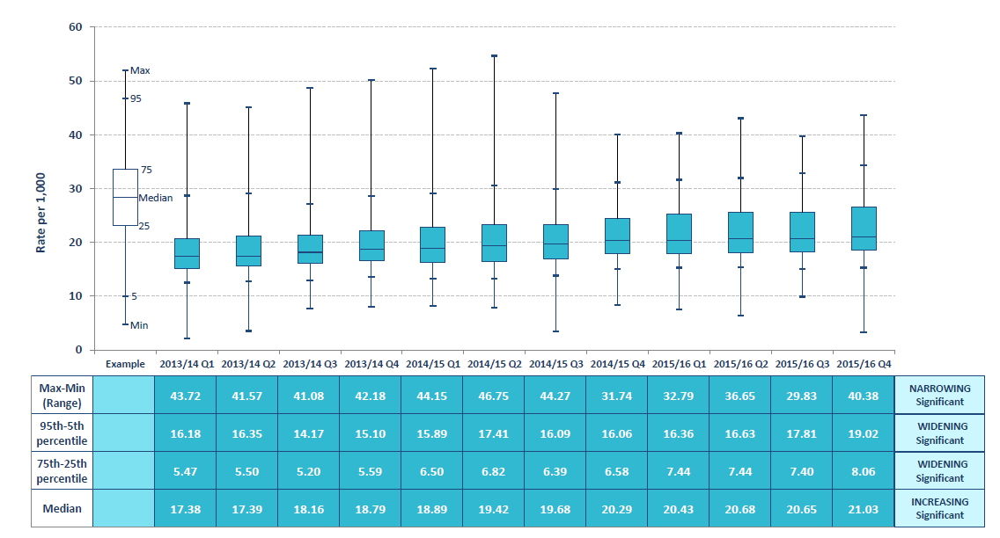 60
50
40
30
20
10
0
Rate per 1,000
Max
95
75
Median
25
5
Min
Example 2013/14 Q1 2013/14 Q2 2013/14 Q3 2013/14 Q4 2014/15 Q1 2014/15 Q2 2014/15 Q3 2014/15 Q4 2015/16 Q1 2015/16 Q2 2015/16 Q3 2015/16 Q4
Max-Min
(Range)
43.72 41.57 41.08 42.18 44.15 46.75 44.27 31.74 32.79 36.65 29.83 40.38
NARROWING
Significant
95th-5th
percentile
16.18 16.35 14.17 15.10 15.89 17.41 16.09 16.06 16.36 16.63 17.81 19.02
WIDENING
Significant
75th-25th
percentile
5.47 5.50 5.20 5.59 6.50 6.82 6.39 6.58 7.44 7.44 7.40 8.06
WIDENING
Significant
Median
17.38 17.39 18.16 18.79 18.89 19.42 19.68 20.29 20.43 20.68 20.65 21.03
INCREASING
Significant